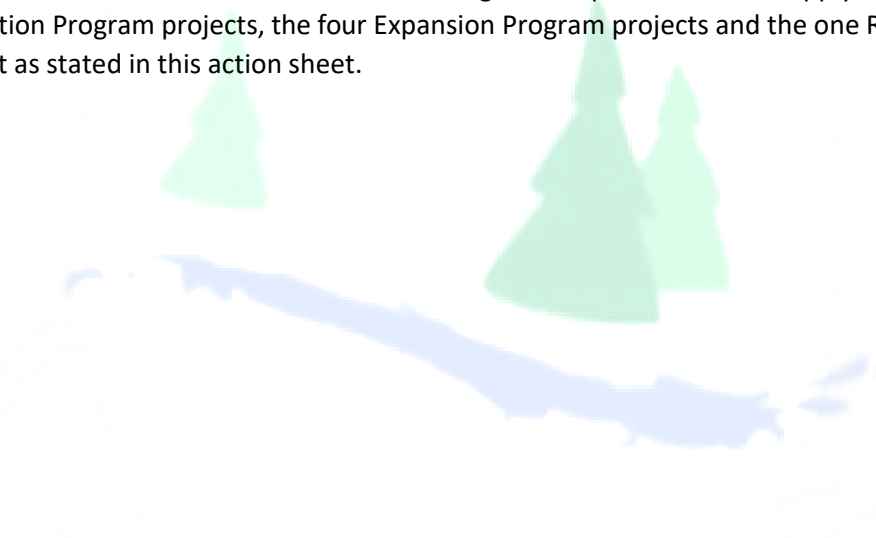 tion Program projects, the four Expansion Program projects and the one R
t as stated in this action sheet.